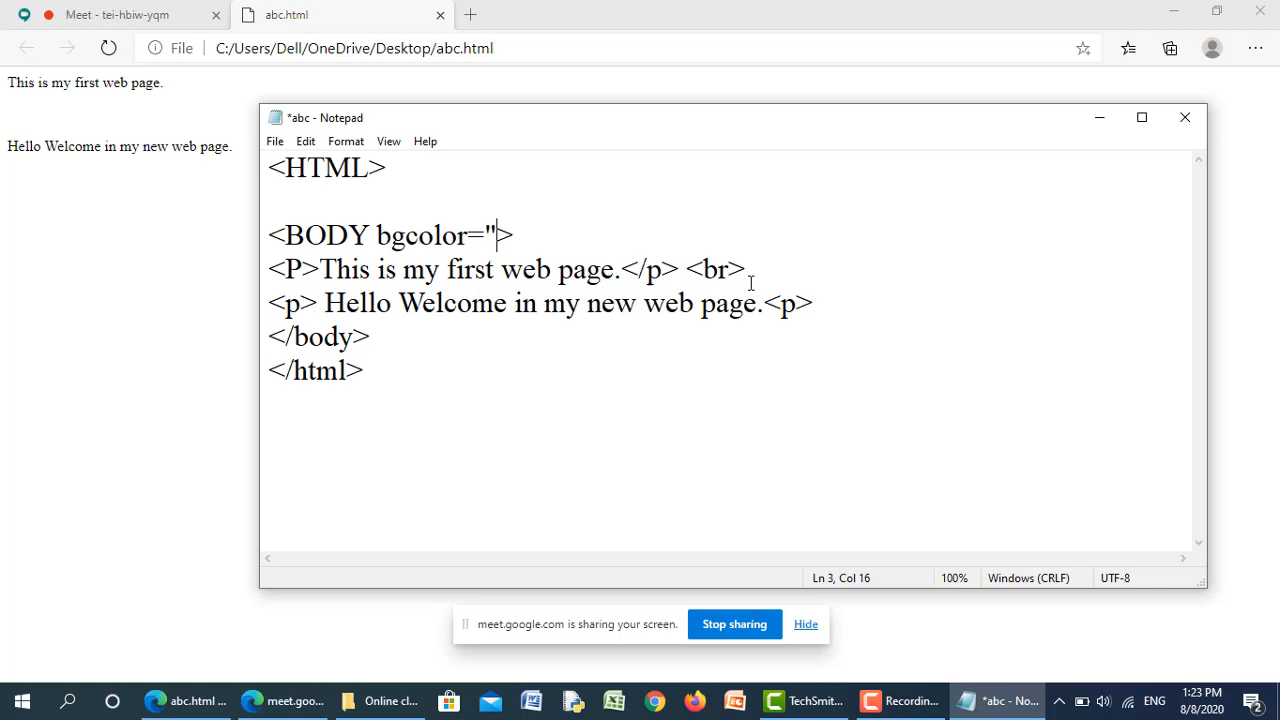 Meet - tei-hbiw-yqm
abc.html
File
C:/Users/Dell/OneDrive/Desktop/abc.html
This is my first web page.
Hello Welcome in my new web page.
*abc - Notepad
File Edit Format View Help
<HTML>
<BODY bgcolor=">
<P>This is my first web page.</p> <br>
<p> Hello Welcome in my new web page.<p>
</body>
</html>
Ln 3, Col 16
100%
Windows (CRLF)
UTF-8
meet.google.com is sharing your screen.
Stop sharing
Hide
abc.html ...
meet.goo...
Online cl...
TechSmit...
Recording...
*abc - No...
ENG
1:23 PM
8/8/2020
2